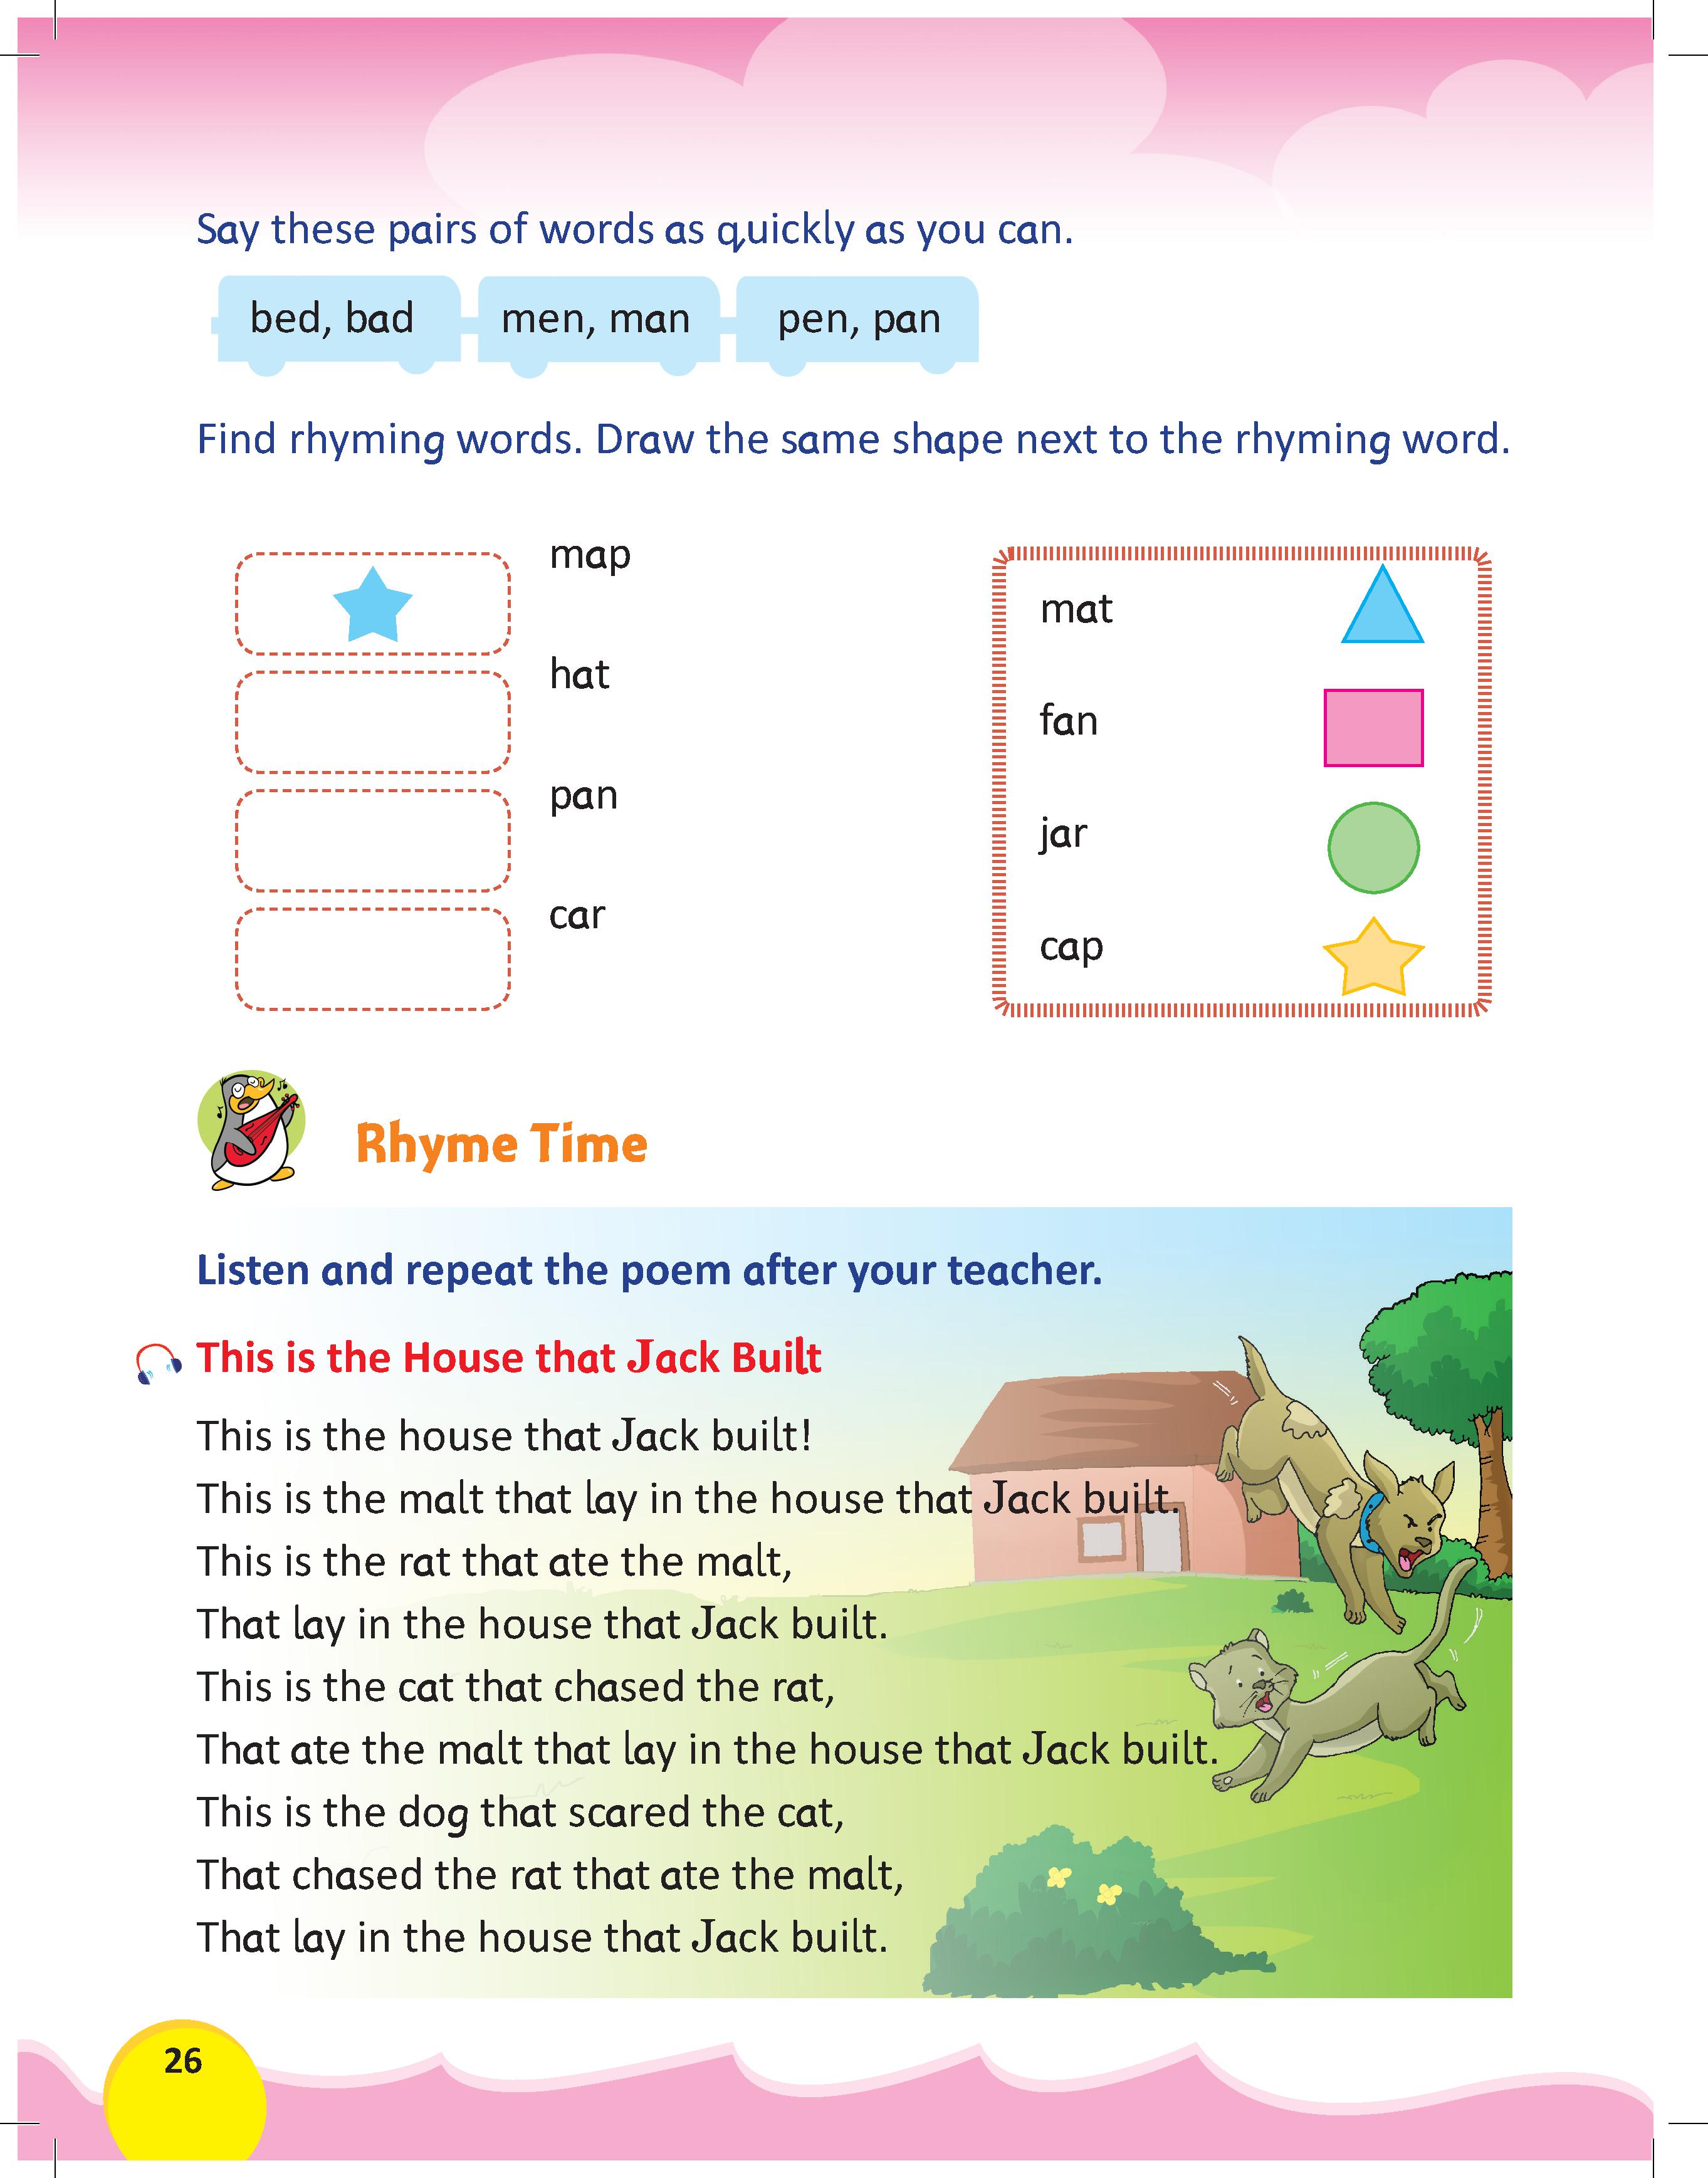 Say these pairs of words as quickly as you can.
bed, bad men, man pen, pan
Find rhyming words. Draw the same shape next to the rhyming word.
map
hat
pan
car
mat
fan
jar
cap
Rhyme Time
Listen and repeat the poem after your teacher.
This is the House that Jack Built
This is the house that Jack built!
This is the malt that lay in the house that Jack built.
This is the rat that ate the malt,
That lay in the house that Jack built.
This is the cat that chased the rat,
That ate the malt that lay in the house that Jack built.
This is the dog that scared the cat,
That chased the rat that ate the malt,
That lay in the house that Jack built.
26